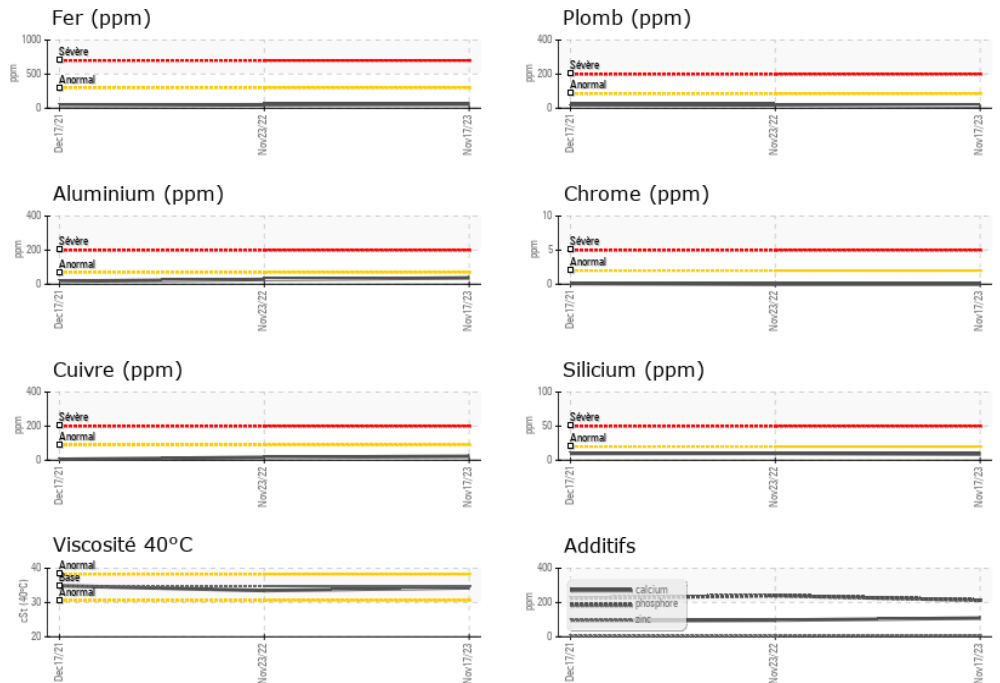 Fer (ppm)
1000
500
0
ppm
Sévère
Anormal
Dec17/21
Nov23/22
Nov17/23
Plomb (ppm)
400
200
0
ppm
Sévère
Anormal
Dec17/21
Nov23/22
Nov17/23
Aluminium (ppm)
400
200
0
ppm
Sévère
Anormal
Dec17/21
Nov23/22
Nov17/23
Chrome (ppm)
10
5
0
ppm
Sévère
Anormal
Dec17/21
Nov23/22
Nov17/23
Cuivre (ppm)
400
200
0
ppm
Sévère
Anormal
Dec17/21
Nov23/22
Nov17/23
Silicium (ppm)
100
50
0
ppm
Sévère
Anormal
Dec17/21
Nov23/22
Nov17/23
Viscosité 40°C
40
30
20
cSt (40°C)
Anormal
Base
Anormal
Dec17/21
Nov23/22
Nov17/23
Additifs
400
200
0
ppm
calcium
phosphore
zinc
Dec17/21
Nov23/22
Nov17/23